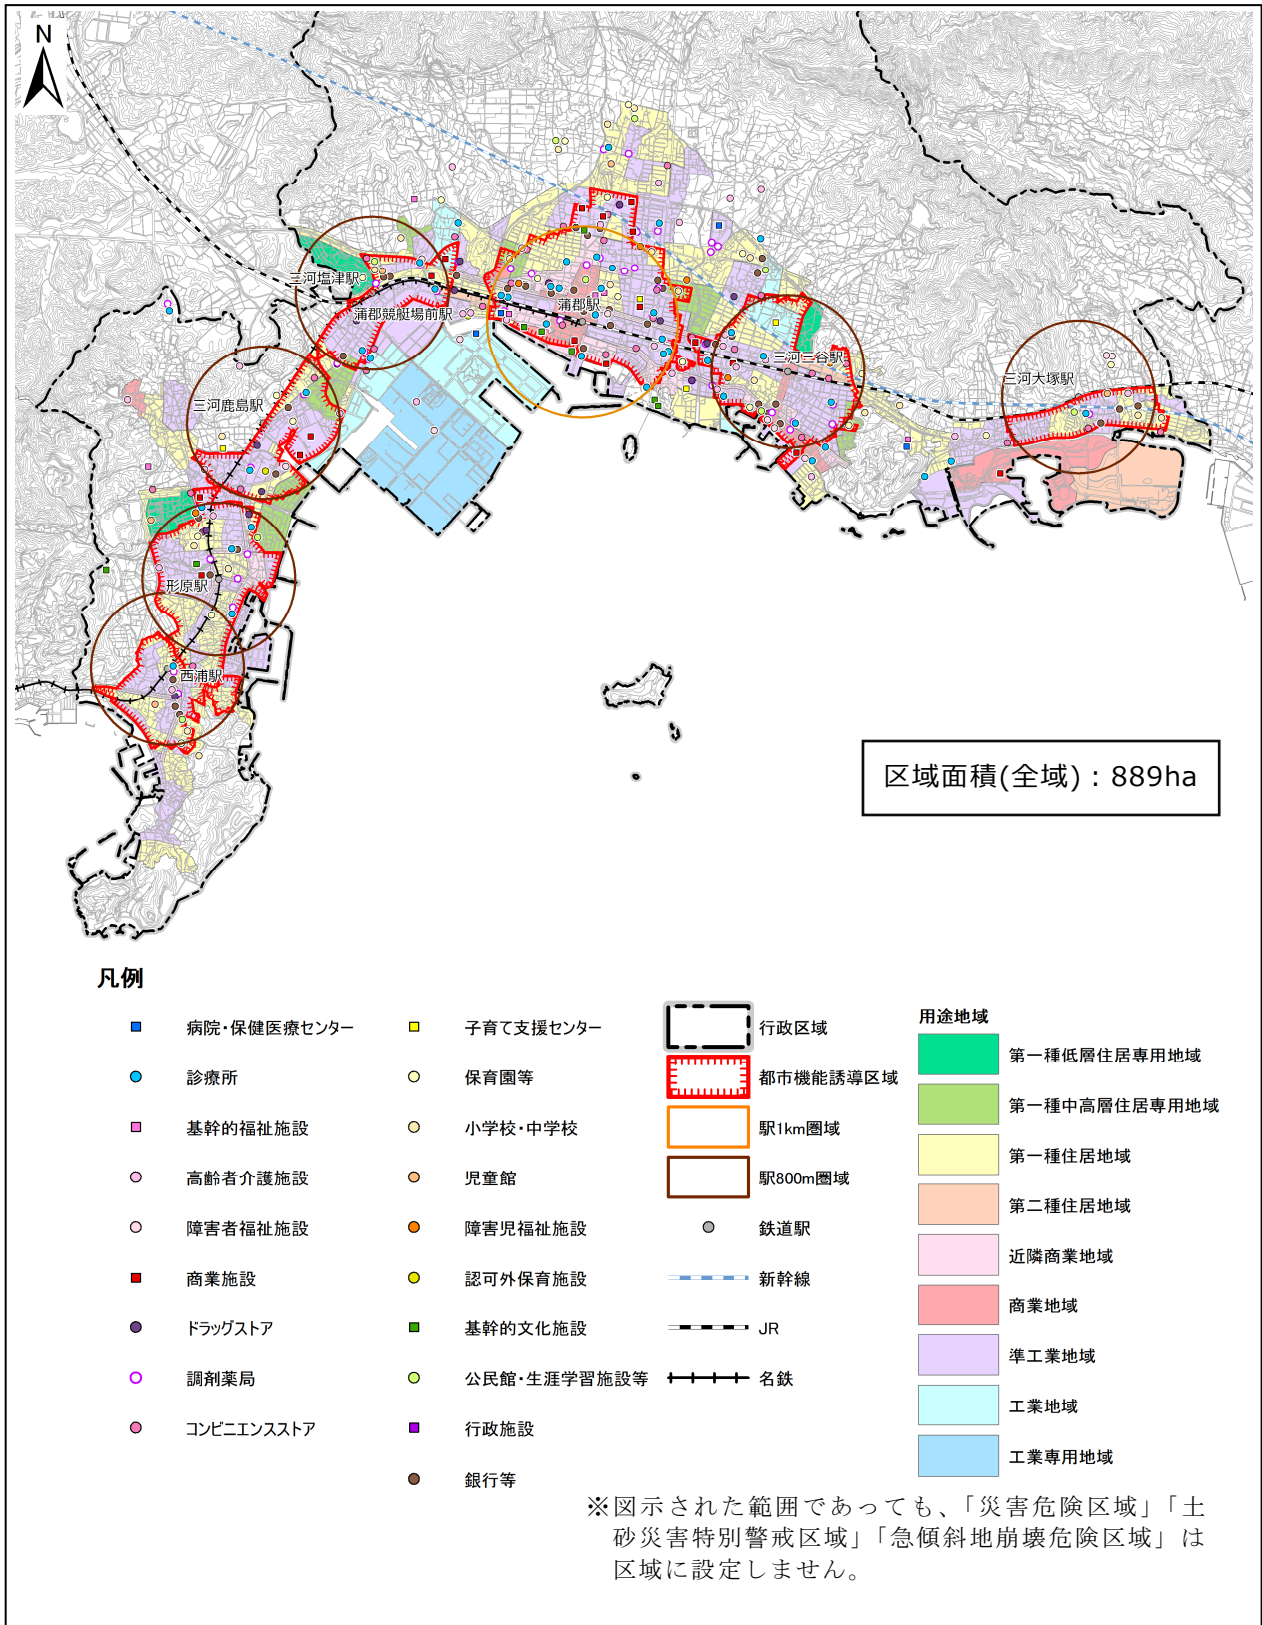 N
三河塩津駅
蒲郡競艇場前駅
蒲郡駅
三河三谷駅
三河大塚駅
三河鹿島駅
形原駅
西浦駅
区域面積(全域):889ha
凡例
病院・保健医療センター
診療所
基幹的福祉施設
高齢者介護施設
障害者福祉施設
商業施設
ドラッグストア
調剤薬局
コンビニエンスストア
子育て支援センター
保育園等
小学校・中学校
児童館
障害児福祉施設
認可外保育施設
基幹的文化施設
公民館・生涯学習施設等
行政施設
銀行等
行政区域
都市機能誘導区域
駅1km圏域
駅800m圏域
鉄道駅
新幹線
JR
名鉄
用途地域
第一種低層住居専用地域
第一種中高層住居専用地域
第一種住居地域
第二種住居地域
近隣商業地域
商業地域
準工業地域
工業地域
工業専用地域
※図示された範囲であっても、「災害危険区域」「土
砂災害特別警戒区域」「急傾斜地崩壊危険区域」は
区域に設定しません。